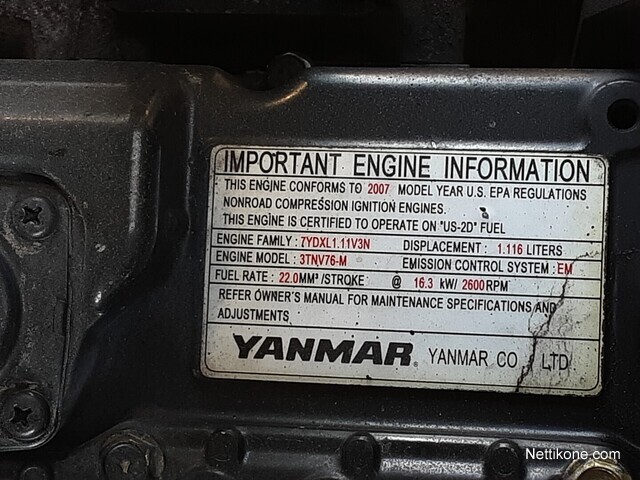 IMPORTANT ENGINE INFORMATION
THIS ENGINE CONFORMS TO 2007 MODEL YEAR U.S. EPA REGULATIONS
NONROAD COMPRESSION IGNITION ENGINES.
THIS ENGINE IS CERTIFIED TO OPERATE ON "US-2D" FUEL
ENGINE FAMILY : 7YDXL1.11V3N DISPLACEMENT : 1.116 LITERS
ENGINE MODEL : 3TNV76-M EMISSION CONTROL SYSTEM : EM
FUEL RATE : 22.0MM³ /STROKE @ 16.3 kW/ 2600RPM
REFER OWNER'S MANUAL FOR MAINTENANCE SPECIFICATIONS AND
ADJUSTMENTS.
YANMAR. YANMAR CO LTD
Nettikone.com